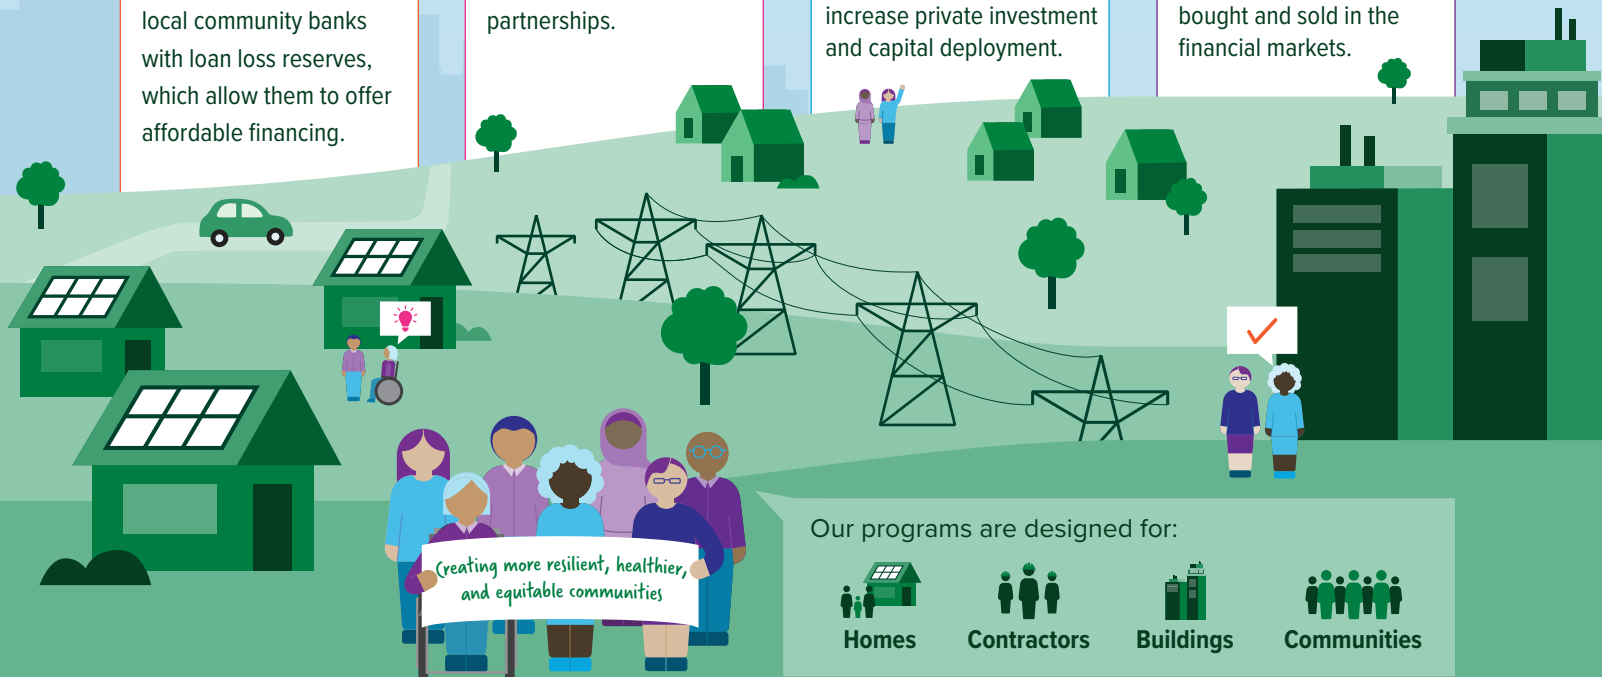 local community banks
with loan loss reserves,
which allow them to offer
affordable financing.
partnerships.
increase private investment
and capital deployment.
bought and sold in the
financial markets.
Creating more resilient, healthier,
and equitable communities
Our programs are designed for:
Homes
Contractors
Buildings
Communities